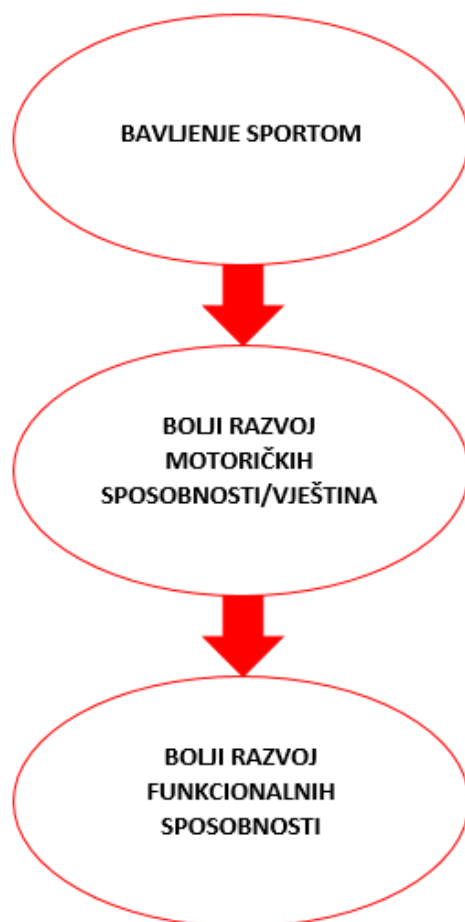 BAVLJENJE SPORTOM
BOLJI RAZVOJ
MOTORIČKIH
SPOSOBNOSTI/VJEŠTINA
BOLJI RAZVOJ
FUNKCIONALNIH
SPOSOBNOSTI